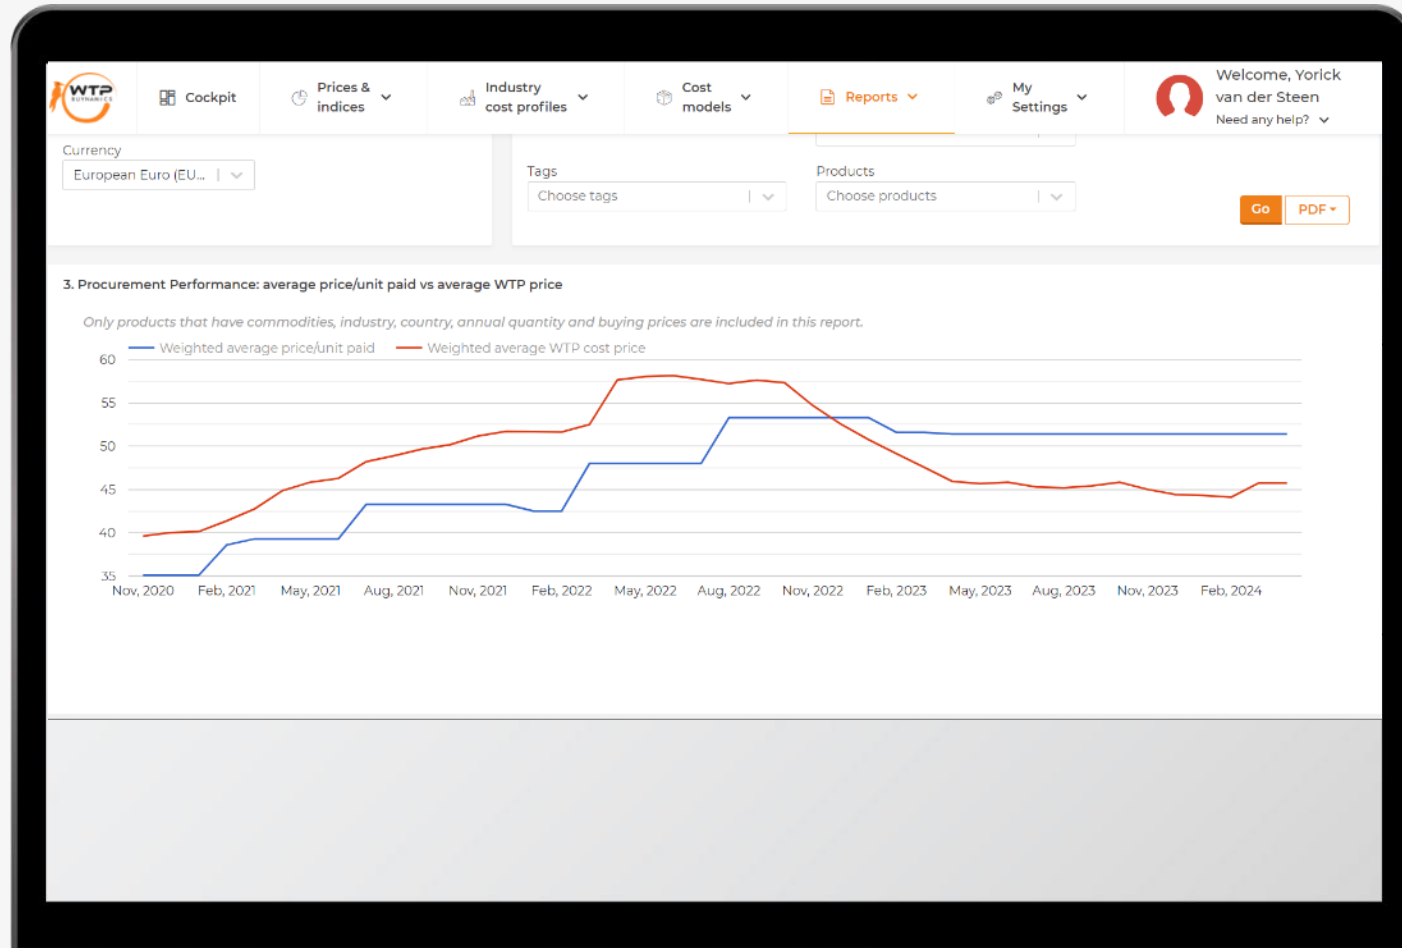 WTP
BUYNAMICS
Cockpit
Prices &
indices
Industry
cost profiles
Cost
models
Reports
My
Settings
Welcome, Yorick
van der Steen
Need any help?
Currency
European Euro (EU...
Tags
Choose tags
Products
Choose products
Go
PDF
3. Procurement Performance: average price/unit paid vs average WTP price
Only products that have commodities, industry, country, annual quantity and buying prices are included in this report.
Weighted average price/unit paid
Weighted average WTP cost price
60
55
50
45
40
35
Nov, 2020 Feb, 2021 May, 2021 Aug, 2021 Nov, 2021 Feb, 2022 May, 2022 Aug, 2022 Nov, 2022 Feb, 2023 May, 2023 Aug, 2023 Nov, 2023 Feb, 2024